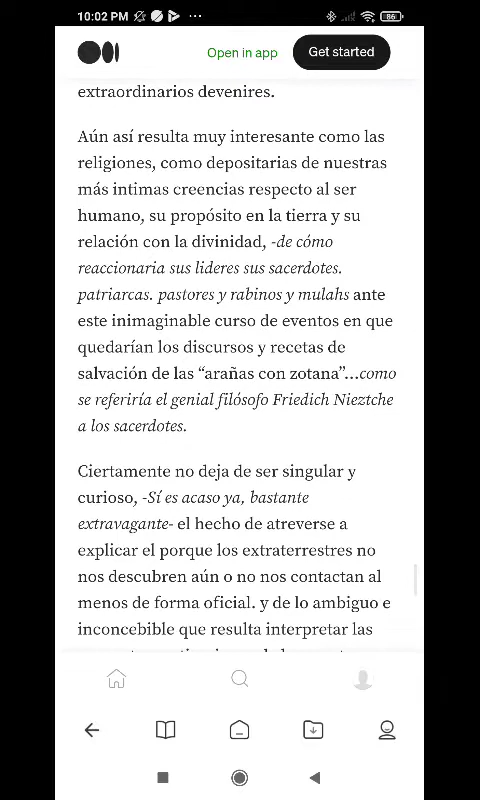 10:02 PM
86
Open in app
Get started
extraordinarios devenires.
Aún así resulta muy interesante como las
religiones, como depositarias de nuestras
más intimas creencias respecto al ser
humano, su propósito en la tierra y su
relación con la divinidad, -de cómo
reaccionaria sus lideres sus sacerdotes.
patriarcas. pastores y rabinos y mulahs ante
este inimaginable curso de eventos en que
quedarían los discursos y recetas de
salvación de las “arañas con zotana”...como
se referiría el genial filósofo Friedich Nieztche
a los sacerdotes.
Ciertamente no deja de ser singular y
curioso, -Sí es acaso ya, bastante
extravagante- el hecho de atreverse a
explicar el porque los extraterrestres no
nos descubren aún o no nos contactan al
menos de forma oficial. y de lo ambiguo e
inconcebible que resulta interpretar las